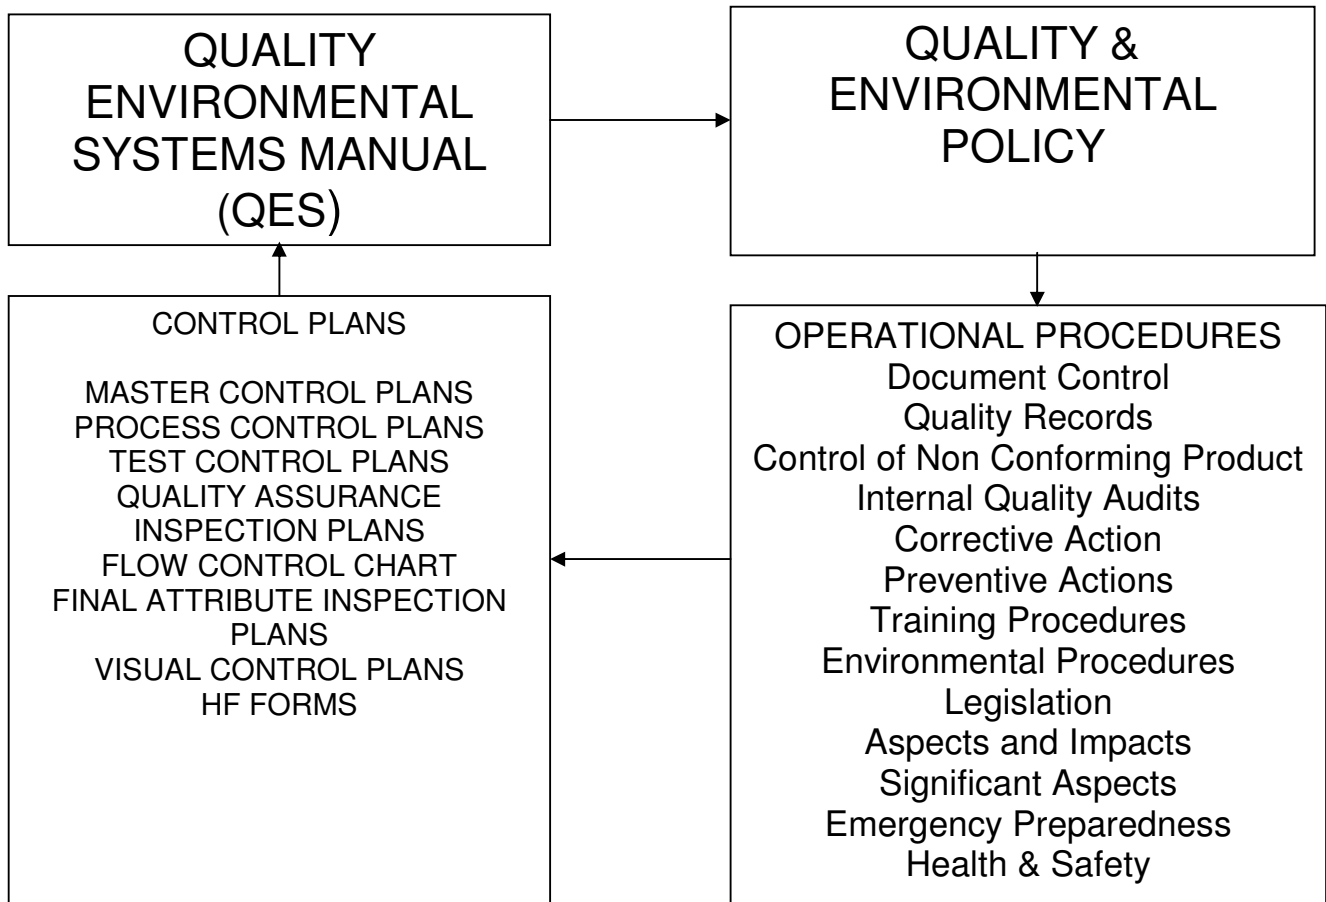 QUALITY
ENVIRONMENTAL
SYSTEMS MANUAL
(QES)
QUALITY &
ENVIRONMENTAL
POLICY
CONTROL PLANS
MASTER CONTROL PLANS
PROCESS CONTROL PLANS
TEST CONTROL PLANS
QUALITY ASSURANCE
INSPECTION PLANS
FLOW CONTROL CHART
FINAL ATTRIBUTE INSPECTION
PLANS
VISUAL CONTROL PLANS
HF FORMS
OPERATIONAL PROCEDURES
Document Control
Quality Records
Control of Non Conforming Product
Internal Quality Audits
Corrective Action
Preventive Actions
Training Procedures
Environmental Procedures
Legislation
Aspects and Impacts
Significant Aspects
Emergency Preparedness
Health & Safety